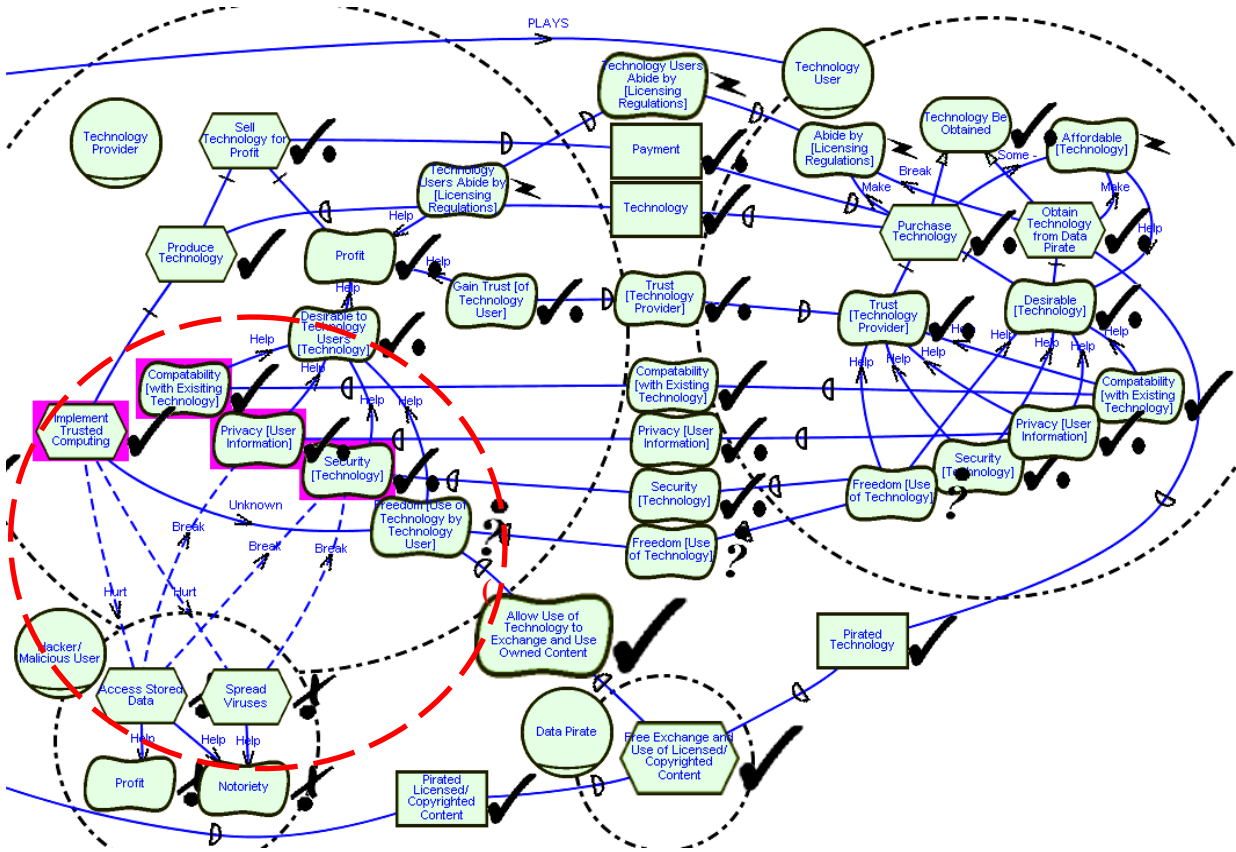 PLAYS
Technology
User
Technology Users
Abide by
[Licensing
Regulations]
Technology
Provider
Sell
Technology for
Profit
Payment
Abide by
[Licensing
Regulations]
Technology Be
Obtained
Affordable
[Technology]
Some -
Break
Make
Make
Technology
Users Abide by
[Licensing
Regulations]
Technology
Purchase
Technology
Obtain
Technology
from Data
Pirate
Help
Help
Produce
Technology
Profit
Help
Gain Trust [of
Technology
User]
Trust
[Technology
Provider]
Trust
[Technology
Provider]
Desirable
[Technology]
Help
Desirable to
Technology
Users
[Technology]
Help
Help
Help
Help
Help
Help
Help
Help
Help
Help
Compatability
[with Exisiting
Technology]
Compatability
[with Existing
Technology]
Compatability
[with Existing
Technology]
Implement
Trusted
Computing
Privacy [User
Information]
Privacy [User
Information]
Privacy [User
Information]
Security
[Technology]
Security
[Technology]
Security
[Technology]
Unknown
Freedom [Use of
Technology by
Technology
User]
Freedom [Use
of Technology]
Freedom [Use
of Technology]
?
?
?
Break
Break
Break
Hurt
Hurt
Hacker/
Malicious User
Access Stored
Data
Spread
Viruses
Allow Use of
Technology to
Exchange and Use
Owned Content
Pirated
Technology
Help
Help
Help
Data Pirate
Free Exchange and
Use of Licensed/
Copyrighted
Content
Profit
Notoriety
Pirated
Licensed/
Copyrighted
Content